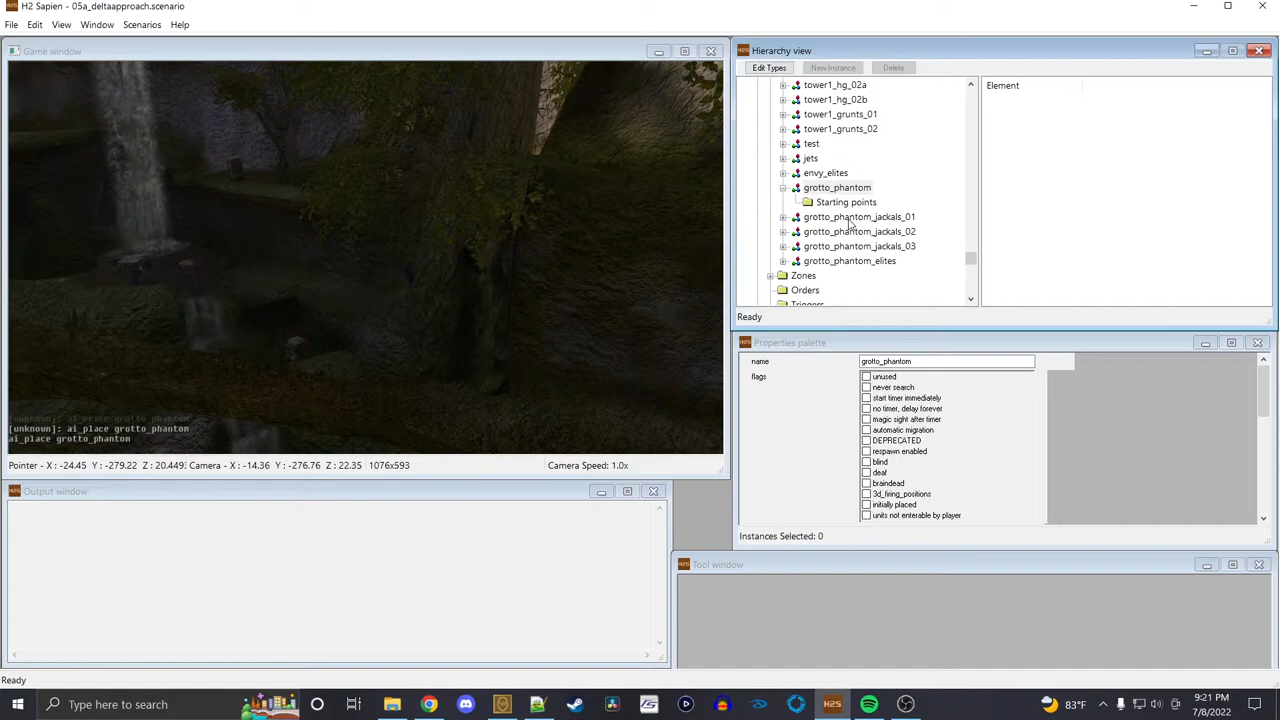 H2 Sapien - 05a_deltaapproach.scenario
File Edit View Window Scenarios Help
Game window
[unknown]: ai_erase grotto_phantom
[unknown]: ai_place grotto_phantom
ai_place grotto_phantom
Pointer - X : -24.45 Y : -279.22 Z : 20.449: Camera - X : -14.36 Y : -276.76 Z : 22.35 1076x593 Camera Speed: 1.0x
Output window
Hierarchy view
Edit Types New Instance Delete
tower1_hg_02a
tower1_hg_02b
tower1_grunts_01
tower1_grunts_02
test
jets
envy_elites
grotto_phantom
Starting points
grotto_phantom_jackals_01
grotto_phantom_jackals_02
grotto_phantom_jackals_03
grotto_phantom_elites
Zones
Orders
Triggers
Element
Ready
Properties palette
name grotto_phantom
flags unused
never search
start timer immediately
no timer, delay forever
magic sight after timer
automatic migration
DEPRECATED
respawn enabled
blind
deaf
braindead
3d_firing_positions
initially placed
units not enterable by player
Instances Selected: 0
Tool window
Ready
Type here to search
H2S
83°F
9:21 PM
7/8/2022